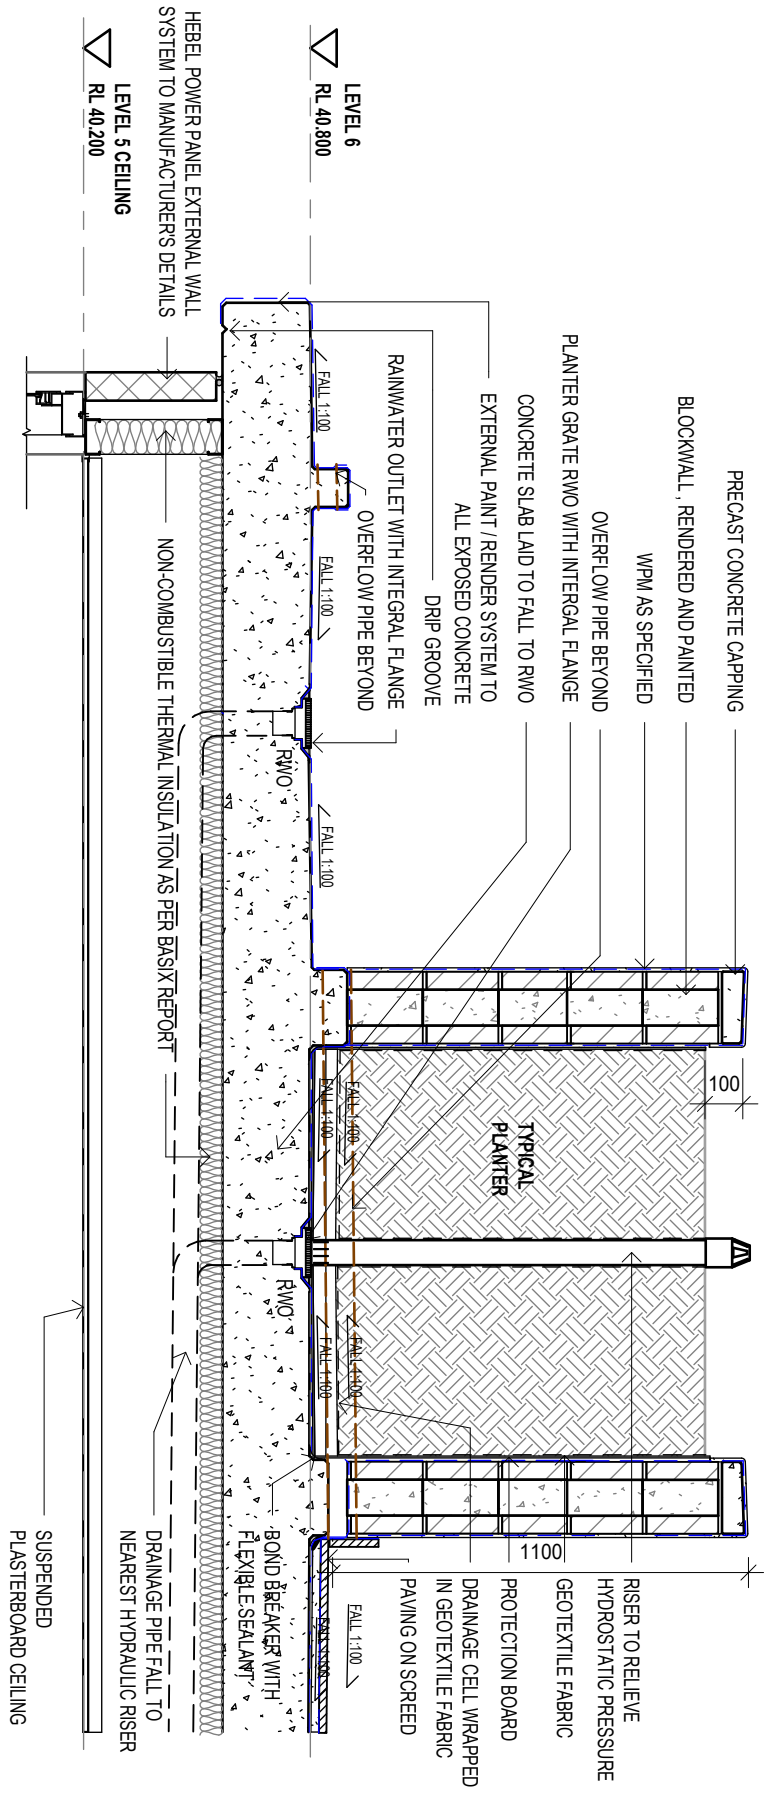 PRECAST CONCRETE CAPPING
BLOCKWALL , RENDERED AND PAINTED
WPM AS SPECIFIED
OVERFLOW PIPE BEYOND
PLANTER GRATE RWO WITH INTERGAL FLANGE
CONCRETE SLAB LAID TO FALL TO RWO
EXTERNAL PAINT / RENDER SYSTEM TO
ALL EXPOSED CONCRETE
DRIP GROOVE
RAINWATER OUTLET WITH INTEGRAL FLANGE
OVERFLOW PIPE BEYOND
LEVEL 6
RL 40.800
LEVEL 5 CEILING
RL 40.200
HEBEL POWER PANEL EXTERNAL WALL
SYSTEM TO MANUFACTURER'S DETAILS
FALL 1:100
FALL 1:100
RWO
FALL 1:100
NON-COMBUSTIBLE THERMAL INSULATION AS PER BASIX REPORT
100
TYPICAL
PLANTER
FALL 1:100
FALL 1:100
RWO
FALL 1:100
FALL 1:100
1100
RISER TO RELIEVE
HYDROSTATIC PRESSURE
GEOTEXTILE FABRIC
PROTECTION BOARD
DRAINAGE CELL WRAPPED
IN GEOTEXTILE FABRIC
PAVING ON SCREED
FALL 1:100
FALL 1:100
BOND BREAKER WITH
FLEXIBLE SEALANT
DRAINAGE PIPE FALL TO
NEAREST HYDRAULIC RISER
SUSPENDED
PLASTERBOARD CEILING